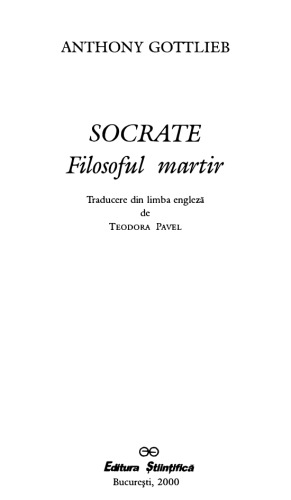 ANTHONY GOTTLIEB
SOCRATE
Filosoful martir
Traducere din limba engleză
de
TEODORA PAVEL
Editura Ştiinţifică
Bucureşti, 2000